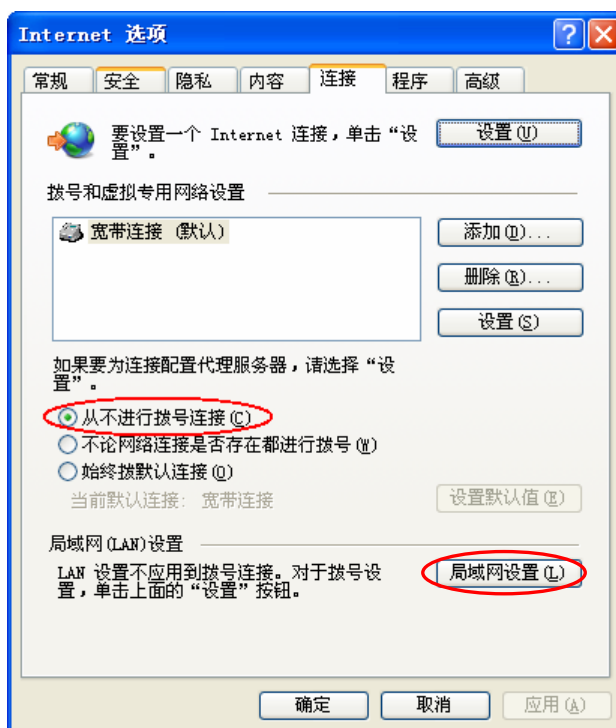 Internet 选项
常规 安全 隐私 内容 连接 程序 高级
要设置一个 Internet 连接，单击“设
置”。
设置(U)
拨号和虚拟专用网络设置
宽带连接 (默认)
添加(D)...
删除(R)...
设置(S)
如果要为连接配置代理服务器，请选择“设
置”。
从不进行拨号连接(C)
不论网络连接是否存在都进行拨号(W)
始终拨默认连接(O)
当前默认连接: 宽带连接
设置默认值(E)
局域网(LAN)设置
LAN 设置不应用到拨号连接。对于拨号设
置，单击上面的“设置”按钮。
局域网设置(L)
确定 取消 应用(A)